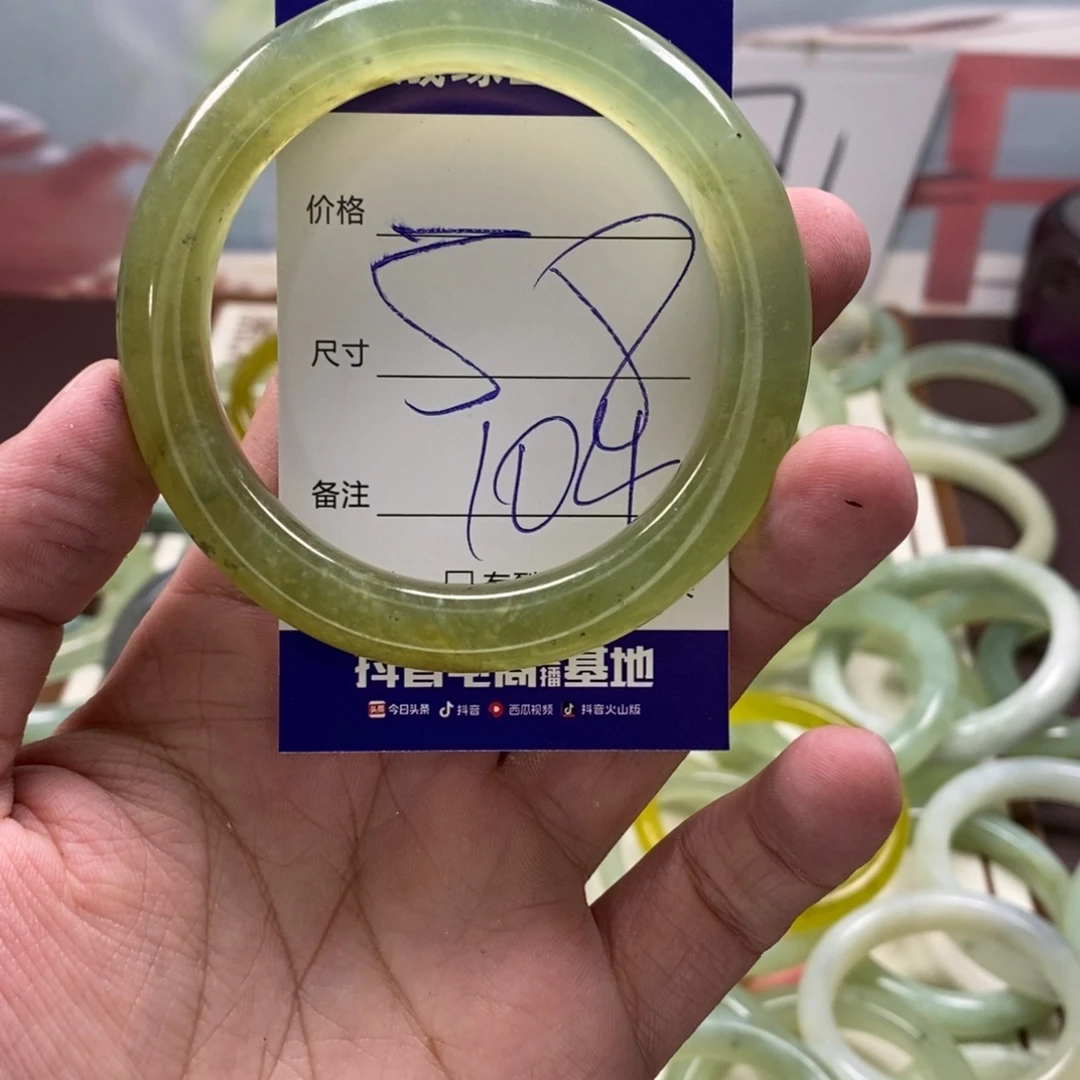 价格
58
尺寸
104
备注
抖音电商直播基地
今日头条 抖音 西瓜视频 抖音火山版